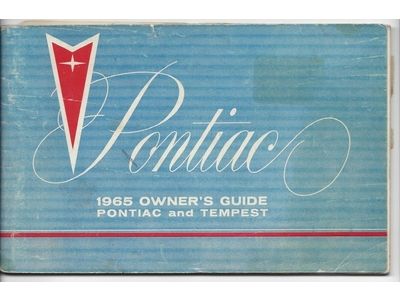 Pontiac
1965 OWNER'S GUIDE
PONTIAC and TEMPEST